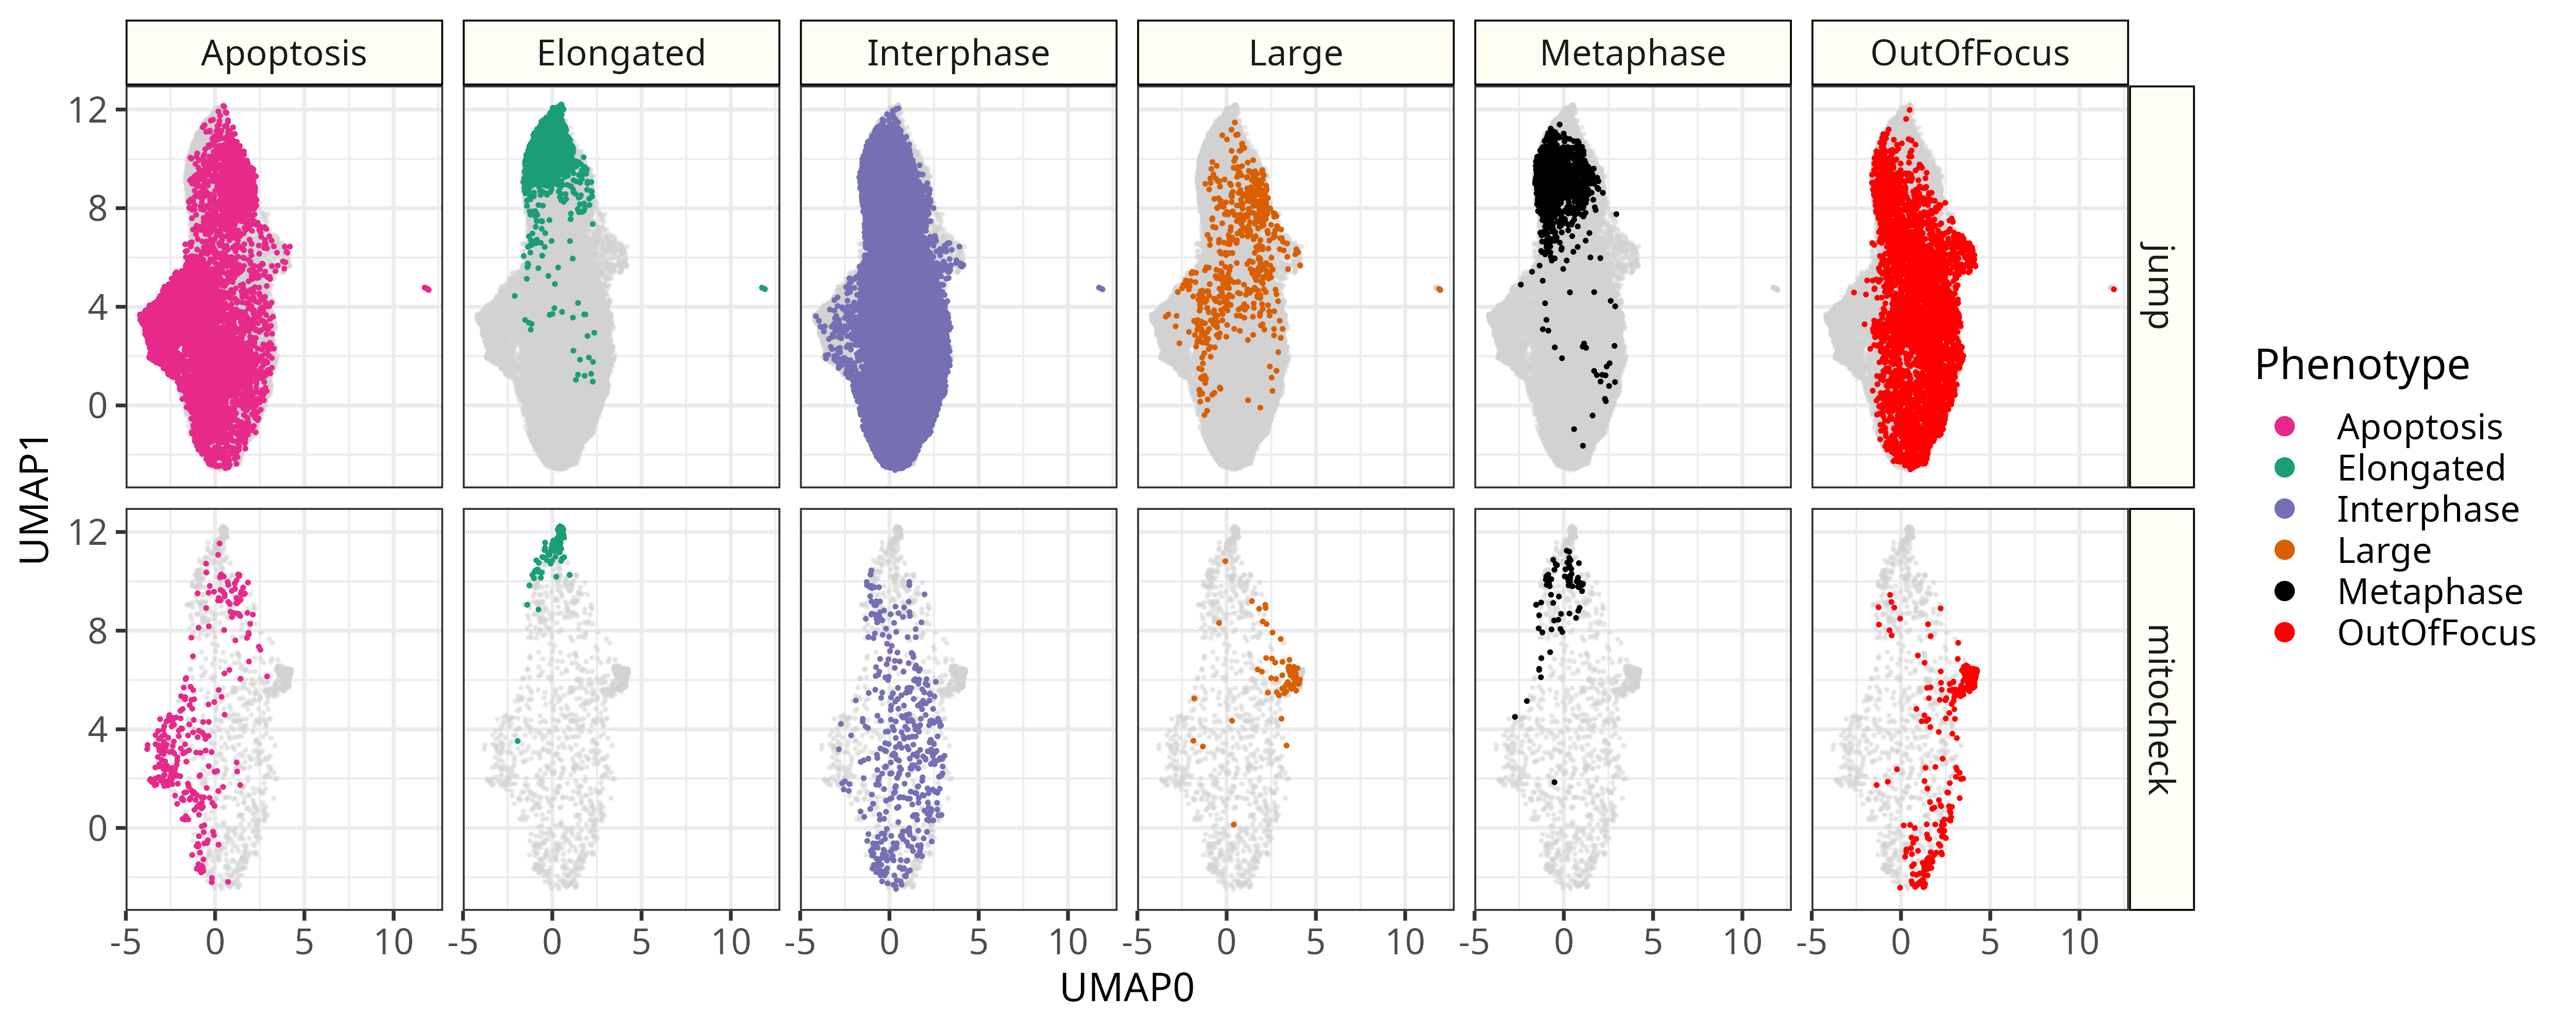 Apoptosis Elongated Interphase Large Metaphase OutOfFocus
12
8
4
0
jump
12
8
4
0
mitocheck
UMAP1
-5 0 5 10 -5 0 5 10 -5 0 5 10 -5 0 5 10 -5 0 5 10 -5 0 5 10
UMAP0
Phenotype
Apoptosis
Elongated
Interphase
Large
Metaphase
OutOfFocus